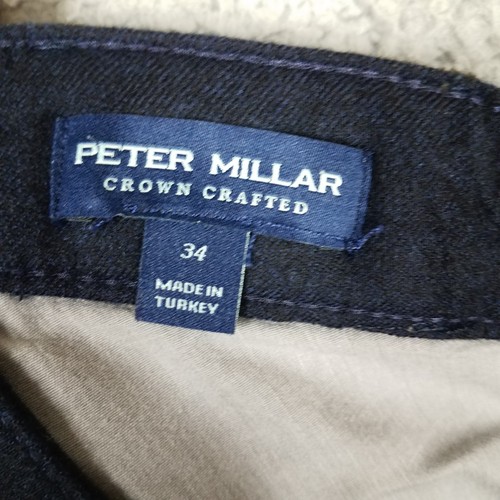 PETER MILLAR
CROWN CRAFTED
34
MADE IN
TURKEY